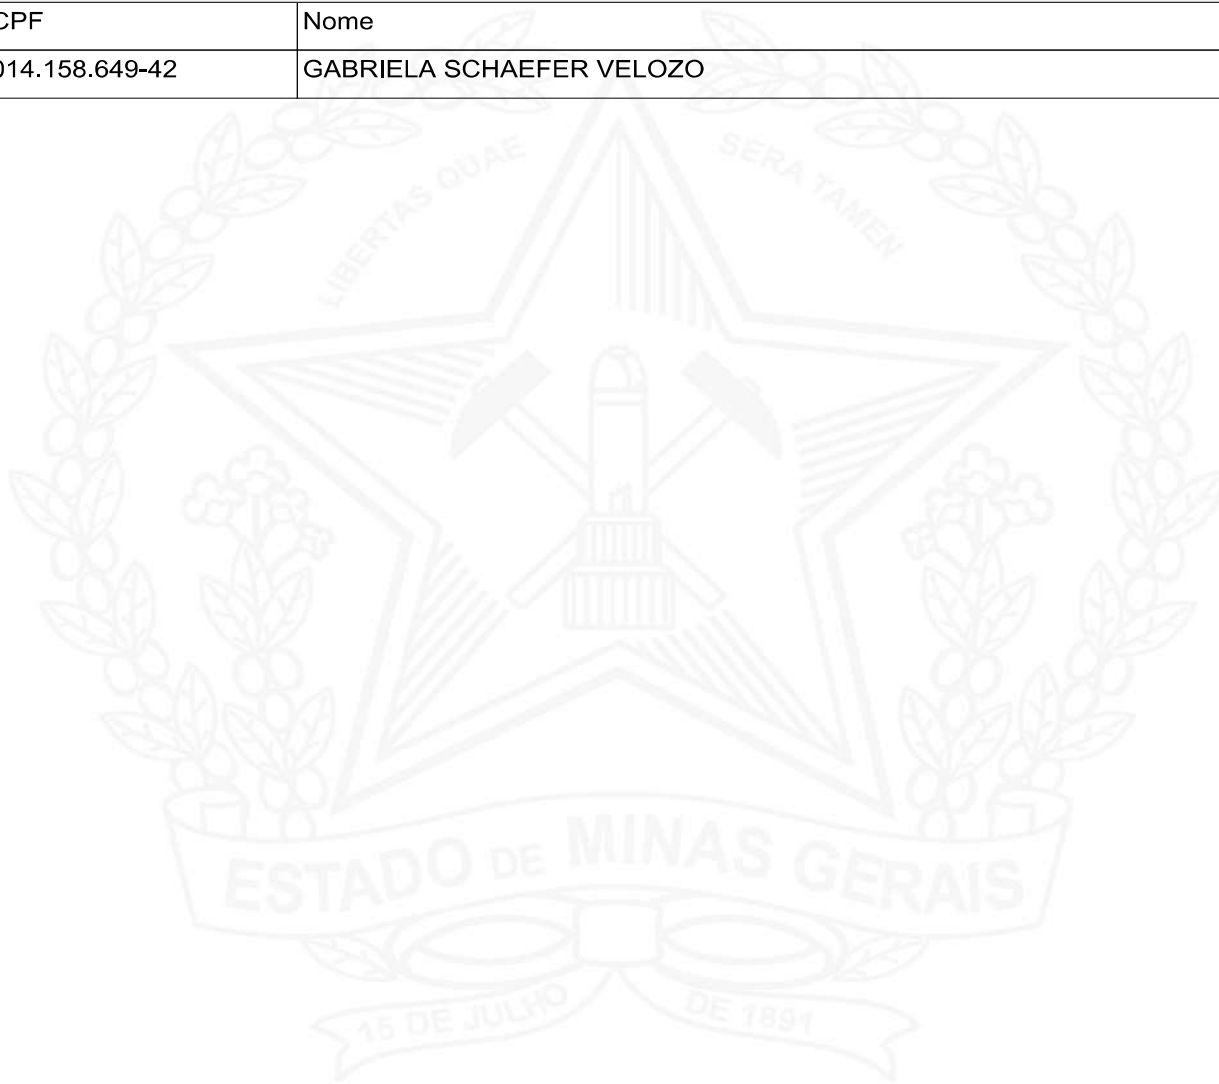 CPF Nome
014.158.649-42 GABRIELA SCHAEFER VELOZO
LIBERTAS QUAE SERA TAMEN
ESTADO DE MINAS GERAIS
15 DE JULHO DE 1891